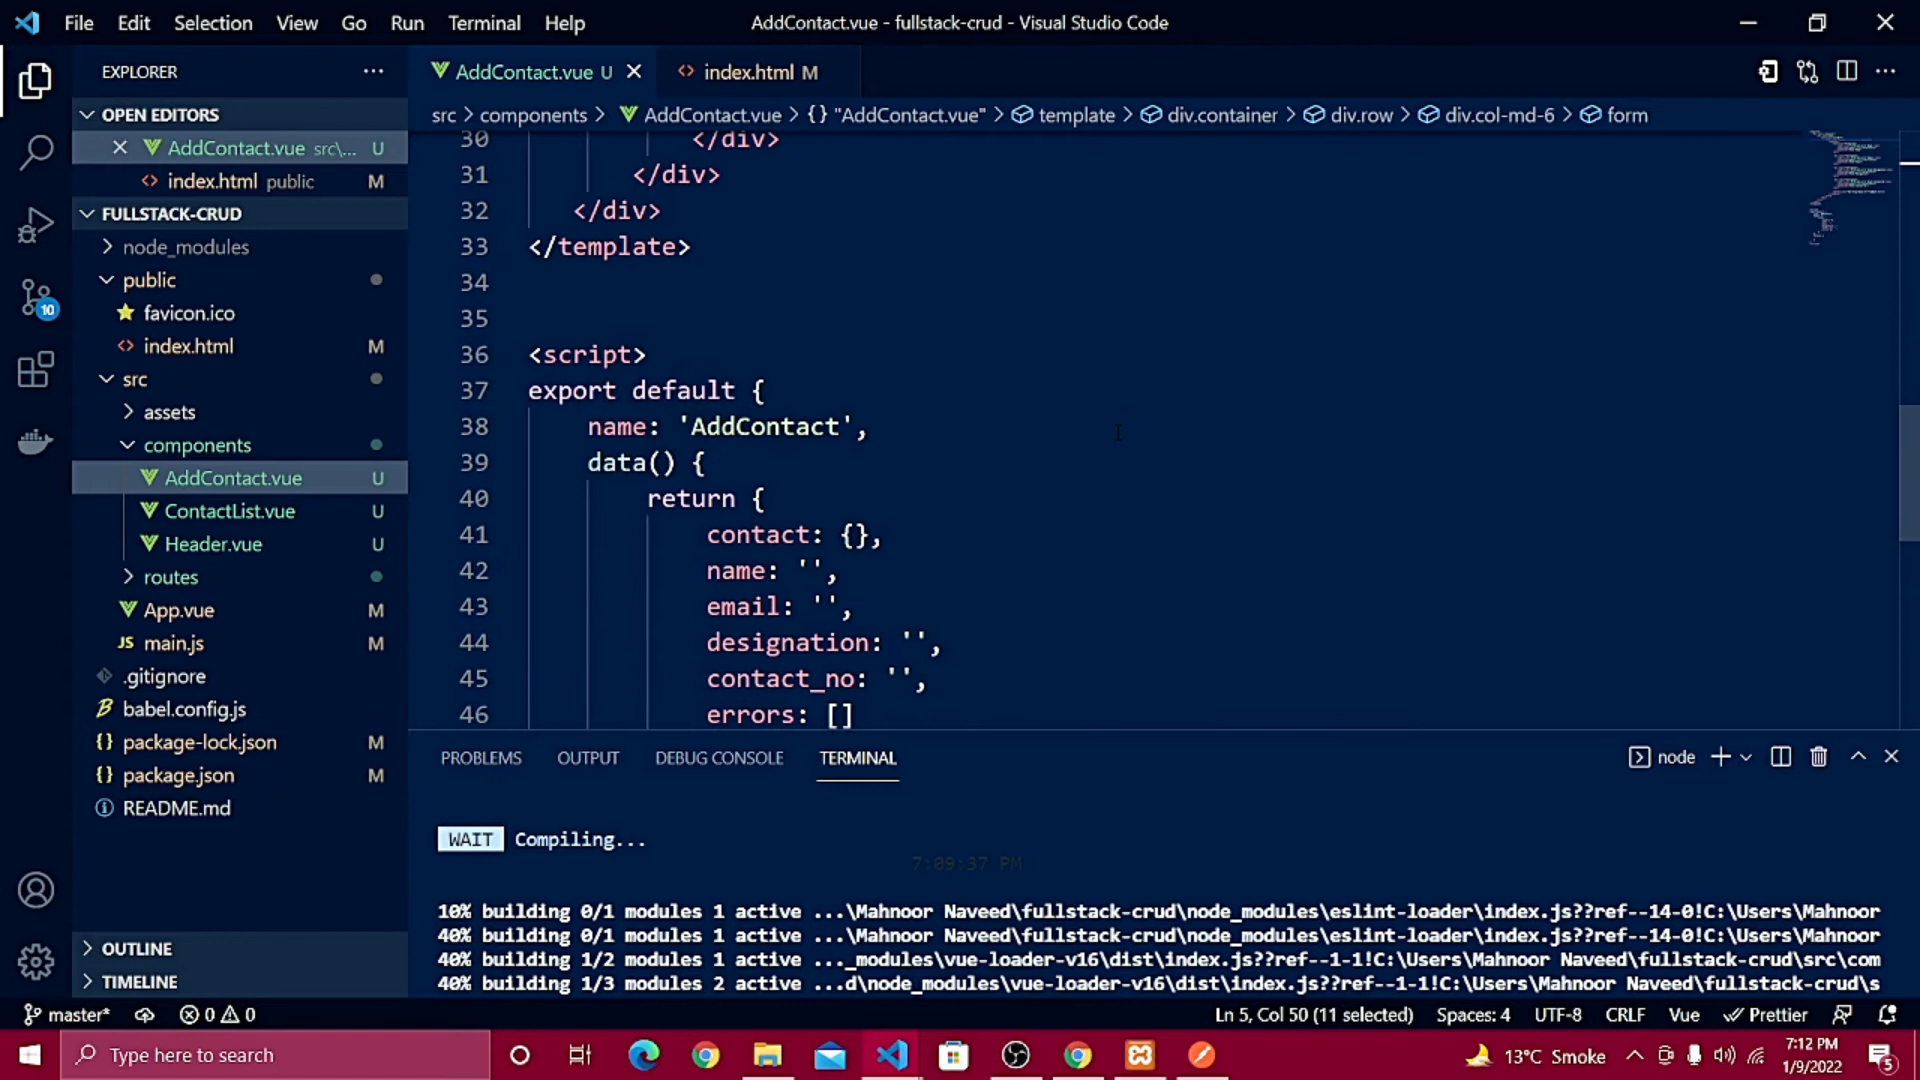 File Edit Selection View Go Run Terminal Help
AddContact.vue - fullstack-crud - Visual Studio Code
EXPLORER
OPEN EDITORS
AddContact.vue src\... U
index.html public M
FULLSTACK-CRUD
node_modules
public
favicon.ico
index.html M
src
assets
components
AddContact.vue U
ContactList.vue U
Header.vue U
routes
App.vue M
JS main.js M
.gitignore
babel.config.js
{} package-lock.json M
{} package.json M
README.md
OUTLINE
TIMELINE
10
AddContact.vue U
index.html M
src > components > AddContact.vue > {} "AddContact.vue" > template > div.container > div.row > div.col-md-6 > form
30 </div>
31 </div>
32 </div>
33 </template>
34
35
36 <script>
37 export default {
38 name: 'AddContact',
39 data() {
40 return {
41 contact: {},
42 name: '',
43 email: '',
44 designation: '',
45 contact_no: '',
46 errors: []
PROBLEMS OUTPUT DEBUG CONSOLE TERMINAL
node
WAIT Compiling...
7:09:37 PM
10% building 0/1 modules 1 active ...\Mahnoor Naveed\fullstack-crud\node_modules\eslint-loader\index.js??ref--14-0!C:\Users\Mahnoor
40% building 0/1 modules 1 active ...\Mahnoor Naveed\fullstack-crud\node_modules\eslint-loader\index.js??ref--14-0!C:\Users\Mahnoor
40% building 1/2 modules 1 active ..._modules\vue-loader-v16\dist\index.js??ref--1-1!C:\Users\Mahnoor Naveed\fullstack-crud\src\com
40% building 1/3 modules 2 active ...d\node_modules\vue-loader-v16\dist\index.js??ref--1-1!C:\Users\Mahnoor Naveed\fullstack-crud\s
master* 0 0
Ln 5, Col 50 (11 selected) Spaces: 4 UTF-8 CRLF Vue Prettier
Type here to search
13°C Smoke
7:12 PM
1/9/2022
5